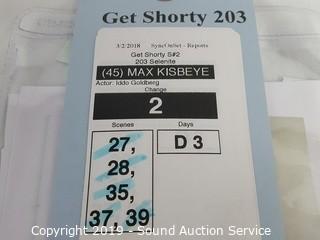 Get Shorty 203
3/2/2018 SyncOnSet - Reports
Get Shorty S#2
203 Selenite
(45) MAX KISBEYE
Actor: Iddo Goldberg
Change
2
Scenes Days
27, D 3
28,
35,
37, 39
Copyright 2019 - Sound Auction Service